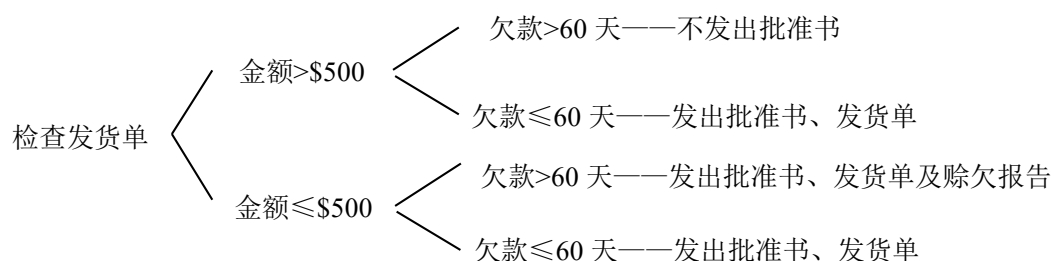 欠款>60 天——不发出批准书
金额>$500
欠款≤60 天——发出批准书、发货单
检查发货单
欠款>60 天——发出批准书、发货单及赊欠报告
金额≤$500
欠款≤60 天——发出批准书、发货单